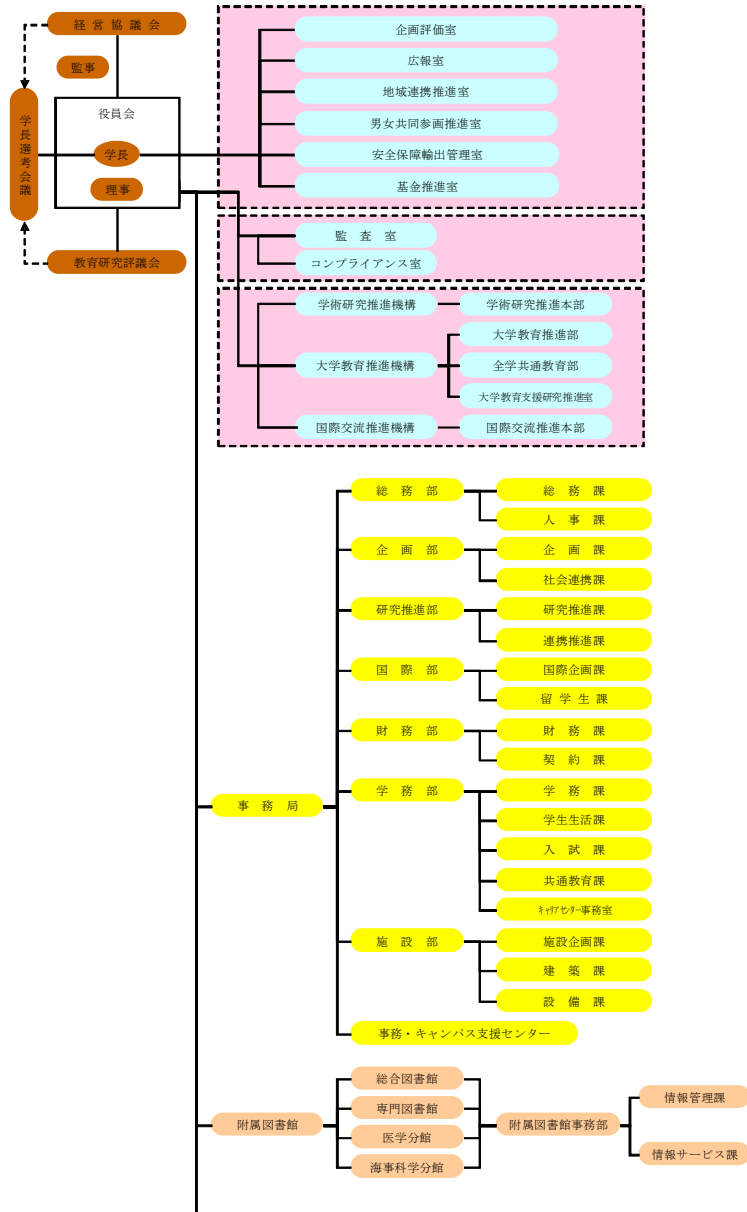 経営協議会
監事
役員会
学長選考会議
学長
理事
教育研究評議会
企画評価室
広報室
地域連携推進室
男女共同参画推進室
安全保障輸出管理室
基金推進室
監査室
コンプライアンス室
学術研究推進機構
学術研究推進本部
大学教育推進機構
大学教育推進部
全学共通教育部
大学教育支援研究推進室
国際交流推進機構
国際交流推進本部
事務局
総務部
総務課
人事課
企画部
企画課
社会連携課
研究推進部
研究推進課
連携推進課
国際部
国際企画課
留学生課
財務部
財務課
契約課
学務部
学務課
学生生活課
入試課
共通教育課
ｷｬﾘｱｾﾝﾀｰ事務室
施設部
施設企画課
建築課
設備課
事務・キャンパス支援センター
附属図書館
総合図書館
専門図書館
医学分館
海事科学分館
附属図書館事務部
情報管理課
情報サービス課